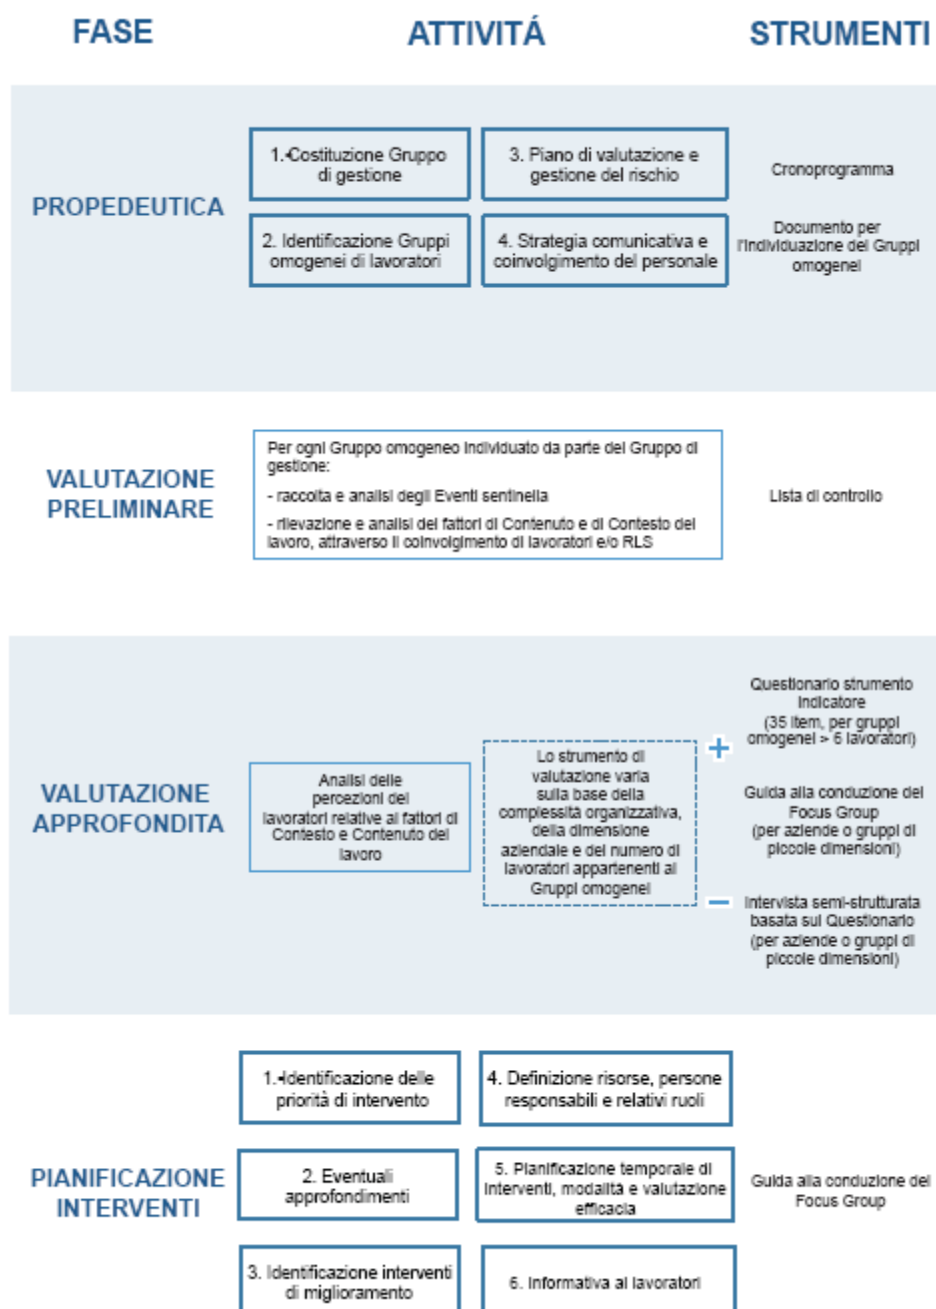 FASE
ATTIVITÁ
STRUMENTI
PROPEDEUTICA
1. Costituzione Gruppo
di gestione
3. Piano di valutazione e
gestione del rischio
2. Identificazione Gruppi
omogenei di lavoratori
4. Strategia comunicativa e
coinvolgimento del personale
Cronoprogramma
Documento per
l'individuazione dei Gruppi
omogenei
VALUTAZIONE
PRELIMINARE
Per ogni Gruppo omogeneo individuato da parte del Gruppo di
gestione:
- raccolta e analisi degli Eventi sentinella
- rilevazione e analisi dei fattori di Contenuto e di Contesto del
lavoro, attraverso il coinvolgimento di lavoratori e/o RLS
Lista di controllo
VALUTAZIONE
APPROFONDITA
Analisi delle
percezioni dei
lavoratori relative ai fattori di
Contesto e Contenuto del
lavoro
Lo strumento di
valutazione varia
sulla base della
complessità organizzativa,
della dimensione
aziendale e del numero di
lavoratori appartenenti ai
Gruppi omogenei
+
Questionario strumento
indicatore
(35 item, per gruppi
omogenei > 6 lavoratori)
Guida alla conduzione dei
Focus Group
(per aziende o gruppi di
piccole dimensioni)
–
Intervista semi-strutturata
basata sul Questionario
(per aziende o gruppi di
piccole dimensioni)
PIANIFICAZIONE
INTERVENTI
1. Identificazione delle
priorità di intervento
4. Definizione risorse, persone
responsabili e relativi ruoli
2. Eventuali
approfondimenti
5. Pianificazione temporale di
interventi, modalità e valutazione
efficacia
3. Identificazione interventi
di miglioramento
6. Informativa ai lavoratori
Guida alla conduzione dei
Focus Group